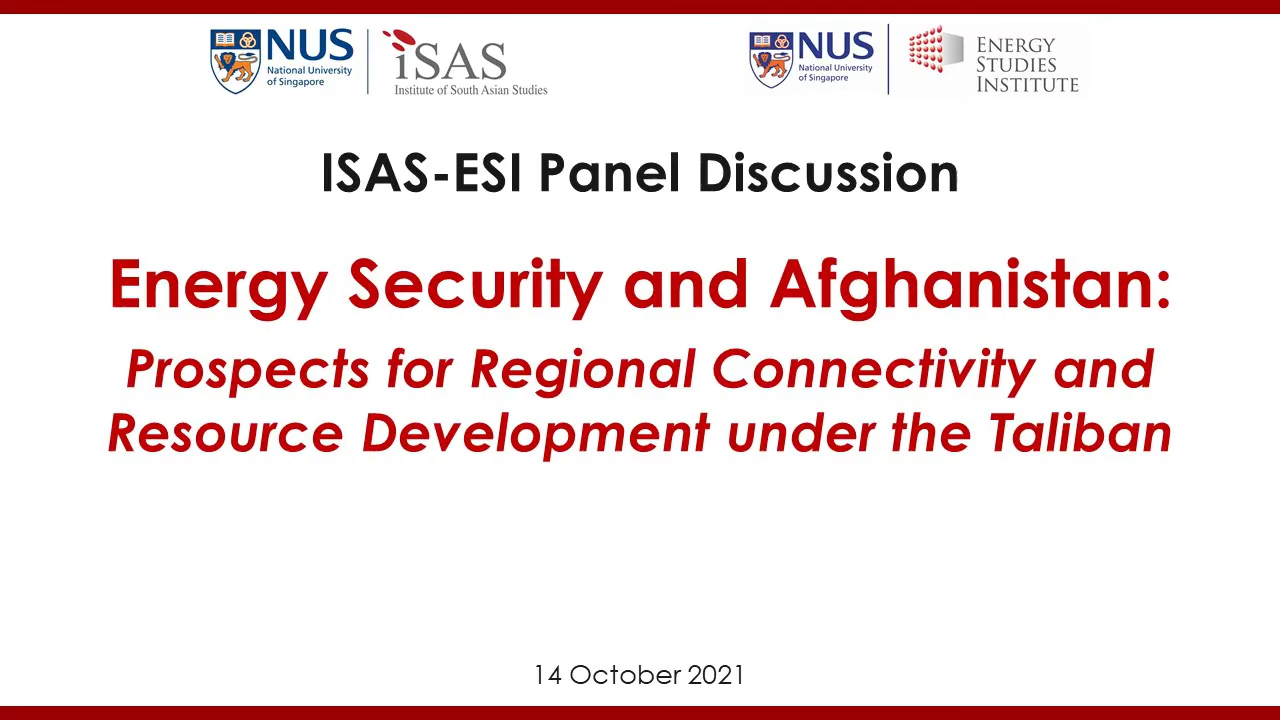 NUS
National University
of Singapore
iSAS
Institute of South Asian Studies
NUS
National University
of Singapore
ENERGY
STUDIES
INSTITUTE
ISAS-ESI Panel Discussion
Energy Security and Afghanistan:
Prospects for Regional Connectivity and
Resource Development under the Taliban
14 October 2021